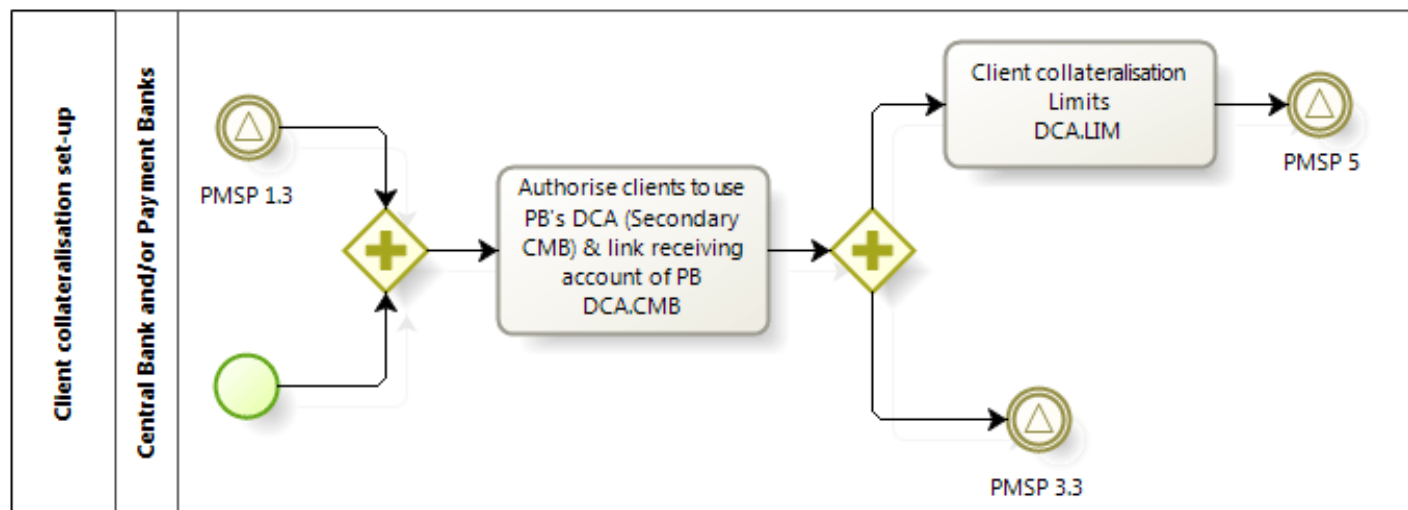 Client collateralisation set-up
Central Bank and/or Payment Banks
PMSP 1.3
Authorise clients to use
PB's DCA (Secondary
CMB) & link receiving
account of PB
DCA.CMB
Client collateralisation
Limits
DCA.LIM
PMSP 5
PMSP 3.3